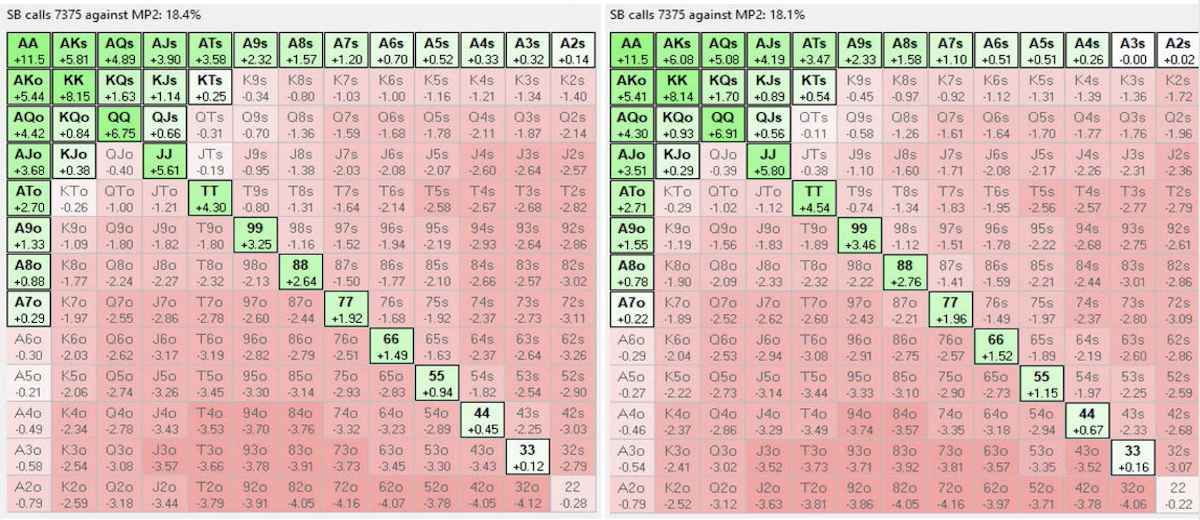 SB calls 7375 against MP2: 18.4%
AA AKs AQs AJs ATs A9s A8s A7s A6s A5s A4s A3s A2s
+11.5 +5.81 +4.89 +3.90 +3.58 +2.32 +1.57 +1.20 +0.70 +0.52 +0.33 +0.32 +0.14
AKo KK KQs KJs KTs K9s K8s K7s K6s K5s K4s K3s K2s
+5.44 +8.15 +1.63 +1.14 +0.25 -0.34 -0.80 -1.03 -1.00 -1.16 -1.21 -1.34 -1.40
AQo KQo QQ QJs QTs Q9s Q8s Q7s Q6s Q5s Q4s Q3s Q2s
+4.42 +0.84 +6.75 +0.66 -0.31 -0.70 -1.36 -1.59 -1.68 -1.78 -2.11 -1.87 -2.14
AJo KJo QJo JJ JTs J9s J8s J7s J6s J5s J4s J3s J2s
+3.68 +0.38 -0.40 +5.61 -0.19 -0.95 -1.38 -2.03 -2.08 -2.07 -2.60 -2.64 -2.57
ATo KTo QTo JTo TT T9s T8s T7s T6s T5s T4s T3s T2s
+2.70 -0.26 -1.00 -1.21 +4.30 -0.80 -1.31 -1.64 -2.14 -2.58 -2.67 -2.68 -2.82
A9o K9o Q9o J9o T9o 99 98s 97s 96s 95s 94s 93s 92s
+1.33 -1.09 -1.80 -1.82 -1.80 +3.25 -1.16 -1.52 -1.94 -2.19 -2.93 -2.64 -2.86
A8o K8o Q8o J8o T8o 98o 88 87s 86s 85s 84s 83s 82s
+0.88 -1.77 -2.24 -2.27 -2.32 -2.13 +2.64 -1.50 -1.77 -2.10 -2.66 -2.57 -3.02
A7o K7o Q7o J7o T7o 97o 87o 77 76s 75s 74s 73s 72s
+0.29 -1.97 -2.55 -2.86 -2.78 -2.60 -2.44 +1.92 -1.68 -1.92 -2.37 -2.73 -3.11
A6o K6o Q6o J6o T6o 96o 86o 76o 66 65s 64s 63s 62s
-0.30 -2.03 -2.62 -3.17 -3.19 -2.82 -2.79 -2.51 +1.49 -1.63 -2.37 -2.64 -3.26
A5o K5o Q5o J5o T5o 95o 85o 75o 65o 55 54s 53s 52s
-0.21 -2.06 -2.74 -3.26 -3.45 -3.30 -3.14 -2.93 -2.83 +0.94 -1.82 -2.54 -2.90
A4o K4o Q4o J4o T4o 94o 84o 74o 64o 54o 44 43s 42s
-0.49 -2.34 -2.78 -3.43 -3.53 -3.70 -3.76 -3.32 -3.23 -2.89 +0.45 -2.25 -3.03
A3o K3o Q3o J3o T3o 93o 83o 73o 63o 53o 43o 33 32s
-0.58 -2.54 -3.08 -3.57 -3.66 -3.78 -3.91 -3.73 -3.45 -3.30 -3.43 +0.12 -2.79
A2o K2o Q2o J2o T2o 92o 82o 72o 62o 52o 42o 32o 22
-0.79 -2.59 -3.18 -3.44 -3.79 -3.91 -4.05 -4.16 -4.07 -3.78 -4.05 -4.12 -0.28
SB calls 7375 against MP2: 18.1%
AA AKs AQs AJs ATs A9s A8s A7s A6s A5s A4s A3s A2s
+11.5 +6.08 +5.08 +4.19 +3.47 +2.33 +1.58 +1.10 +0.51 +0.51 +0.26 -0.00 +0.02
AKo KK KQs KJs KTs K9s K8s K7s K6s K5s K4s K3s K2s
+5.41 +8.14 +1.70 +0.89 +0.54 -0.45 -0.97 -0.92 -1.12 -1.31 -1.39 -1.36 -1.72
AQo KQo QQ QJs QTs Q9s Q8s Q7s Q6s Q5s Q4s Q3s Q2s
+4.30 +0.93 +6.91 +0.56 -0.11 -0.58 -1.26 -1.61 -1.64 -1.70 -1.77 -1.76 -1.96
AJo KJo QJo JJ JTs J9s J8s J7s J6s J5s J4s J3s J2s
+3.51 +0.29 -0.39 +5.80 -0.38 -1.10 -1.60 -1.71 -2.08 -2.17 -2.26 -2.31 -2.36
ATo KTo QTo JTo TT T9s T8s T7s T6s T5s T4s T3s T2s
+2.71 -0.29 -1.02 -1.12 +4.54 -0.74 -1.34 -1.83 -1.95 -2.56 -2.57 -2.77 -2.79
A9o K9o Q9o J9o T9o 99 98s 97s 96s 95s 94s 93s 92s
+1.55 -1.19 -1.56 -1.83 -1.89 +3.46 -1.12 -1.51 -1.78 -2.22 -2.68 -2.75 -2.61
A8o K8o Q8o J8o T8o 98o 88 87s 86s 85s 84s 83s 82s
+0.78 -1.90 -2.09 -2.33 -2.32 -2.22 +2.76 -1.41 -1.59 -2.21 -2.44 -3.01 -2.86
A7o K7o Q7o J7o T7o 97o 87o 77 76s 75s 74s 73s 72s
+0.22 -1.89 -2.52 -2.62 -2.60 -2.43 -2.21 +1.96 -1.49 -1.97 -2.37 -2.80 -3.09
A6o K6o Q6o J6o T6o 96o 86o 76o 66 65s 64s 63s 62s
-0.29 -2.04 -2.53 -2.94 -3.08 -2.91 -2.75 -2.57 +1.52 -1.89 -2.19 -2.60 -2.86
A5o K5o Q5o J5o T5o 95o 85o 75o 65o 55 54s 53s 52s
-0.27 -2.22 -2.73 -3.14 -3.44 -3.33 -3.10 -2.90 -2.73 +1.15 -1.97 -2.25 -2.59
A4o K4o Q4o J4o T4o 94o 84o 74o 64o 54o 44 43s 42s
-0.46 -2.37 -2.86 -3.29 -3.49 -3.74 -3.57 -3.35 -3.18 -2.94 +0.67 -2.33 -2.68
A3o K3o Q3o J3o T3o 93o 83o 73o 63o 53o 43o 33 32s
-0.54 -2.41 -3.02 -3.52 -3.73 -3.71 -3.92 -3.81 -3.57 -3.35 -3.52 +0.16 -3.07
A2o K2o Q2o J2o T2o 92o 82o 72o 62o 52o 42o 32o 22
-0.79 -2.52 -3.12 -3.63 -3.81 -3.86 -4.05 -4.16 -3.97 -3.71 -3.78 -4.06 -0.22